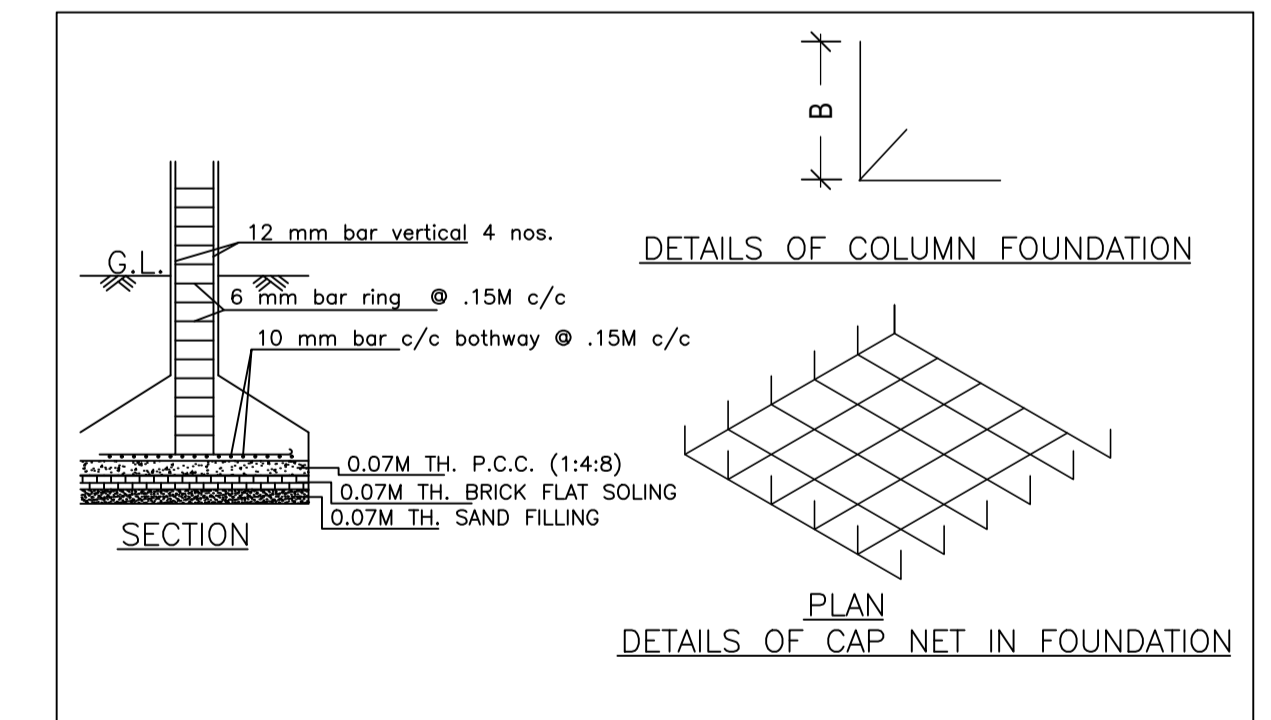 B
DETAILS OF COLUMN FOUNDATION
12 mm bar vertical 4 nos.
G.L.
6 mm bar ring @ .15M c/c
10 mm bar c/c bothway @ .15M c/c
0.07M TH. P.C.C. (1:4:8)
0.07M TH. BRICK FLAT SOLING
0.07M TH. SAND FILLING
SECTION
PLAN
DETAILS OF CAP NET IN FOUNDATION